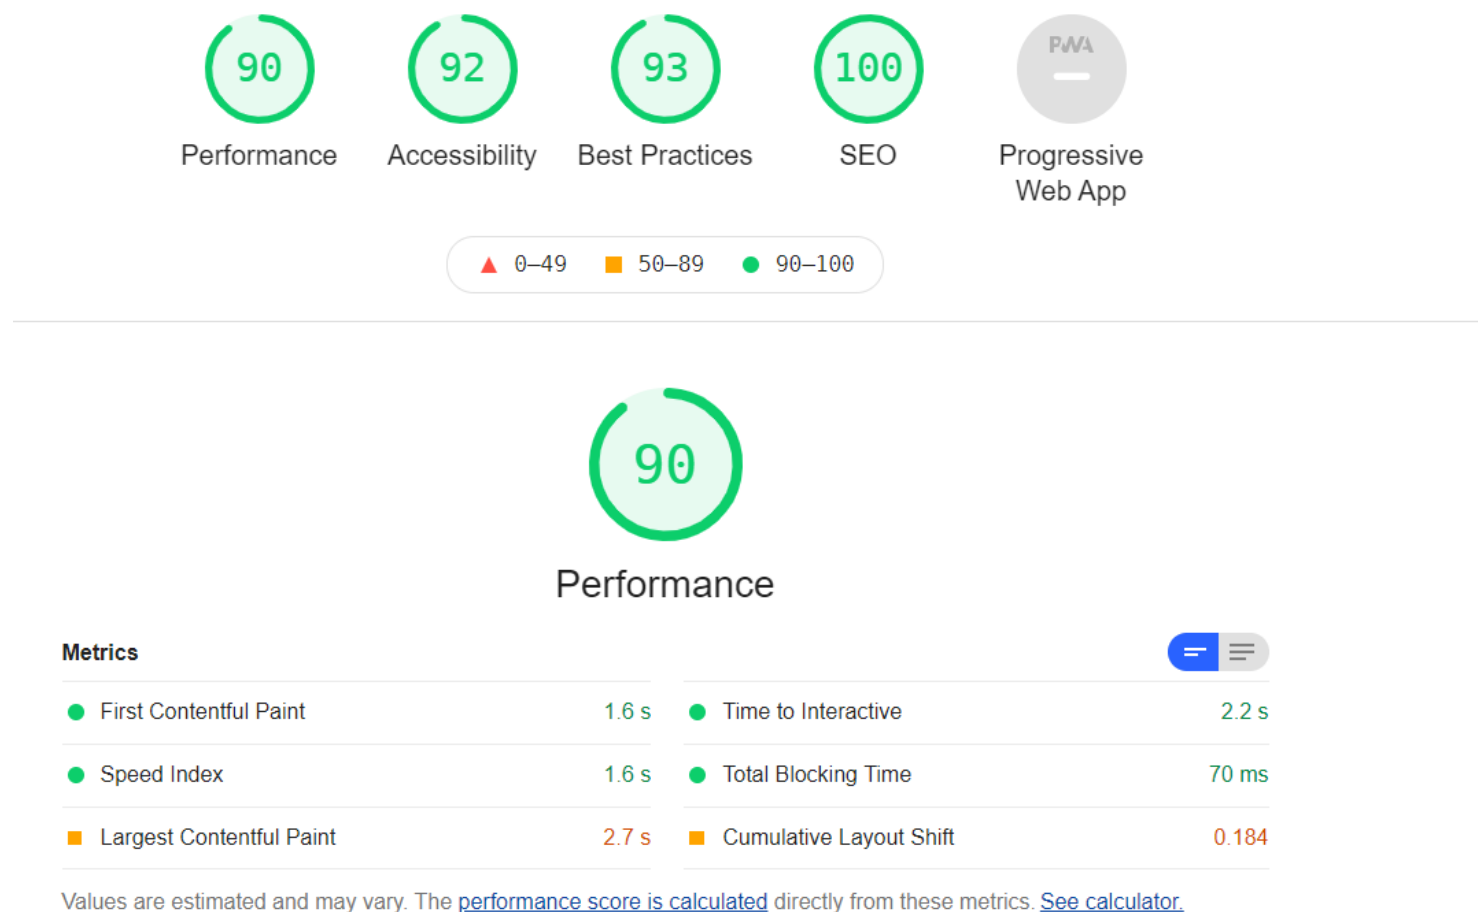 90 92 93 100 PWA
Performance Accessibility Best Practices SEO Progressive
Web App
0–49 50–89 90–100
90
Performance
Metrics
First Contentful Paint 1.6 s Time to Interactive 2.2 s
Speed Index 1.6 s Total Blocking Time 70 ms
Largest Contentful Paint 2.7 s Cumulative Layout Shift 0.184
Values are estimated and may vary. The performance score is calculated directly from these metrics. See calculator.